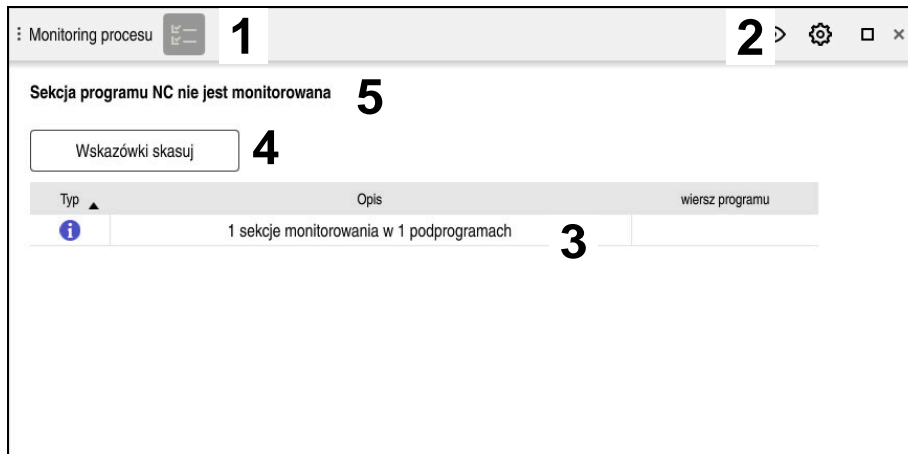 Monitoring procesu 1 2
Sekcja programu NC nie jest monitorowana 5
Wskazówki skasuj 4
Typ Opis wiersz programu
1 sekcje monitorowania w 1 podprogramach 3